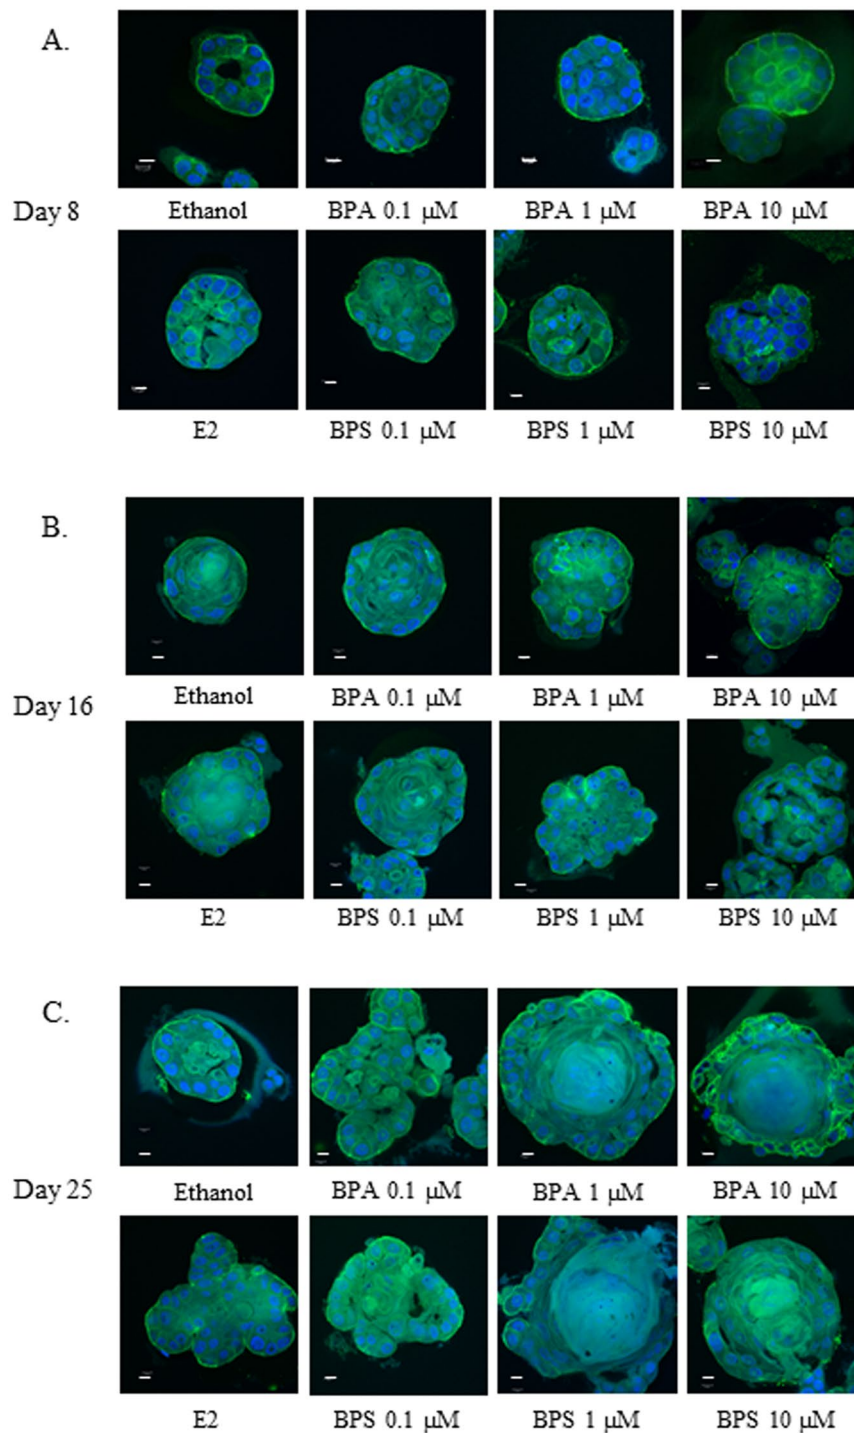 A.
Day 8
Ethanol BPA 0.1 μM BPA 1 μM BPA 10 μM
E2 BPS 0.1 μM BPS 1 μM BPS 10 μM
B.
Day 16
Ethanol BPA 0.1 μM BPA 1 μM BPA 10 μM
E2 BPS 0.1 μM BPS 1 μM BPS 10 μM
C.
Day 25
Ethanol BPA 0.1 μM BPA 1 μM BPA 10 μM
E2 BPS 0.1 μM BPS 1 μM BPS 10 μM